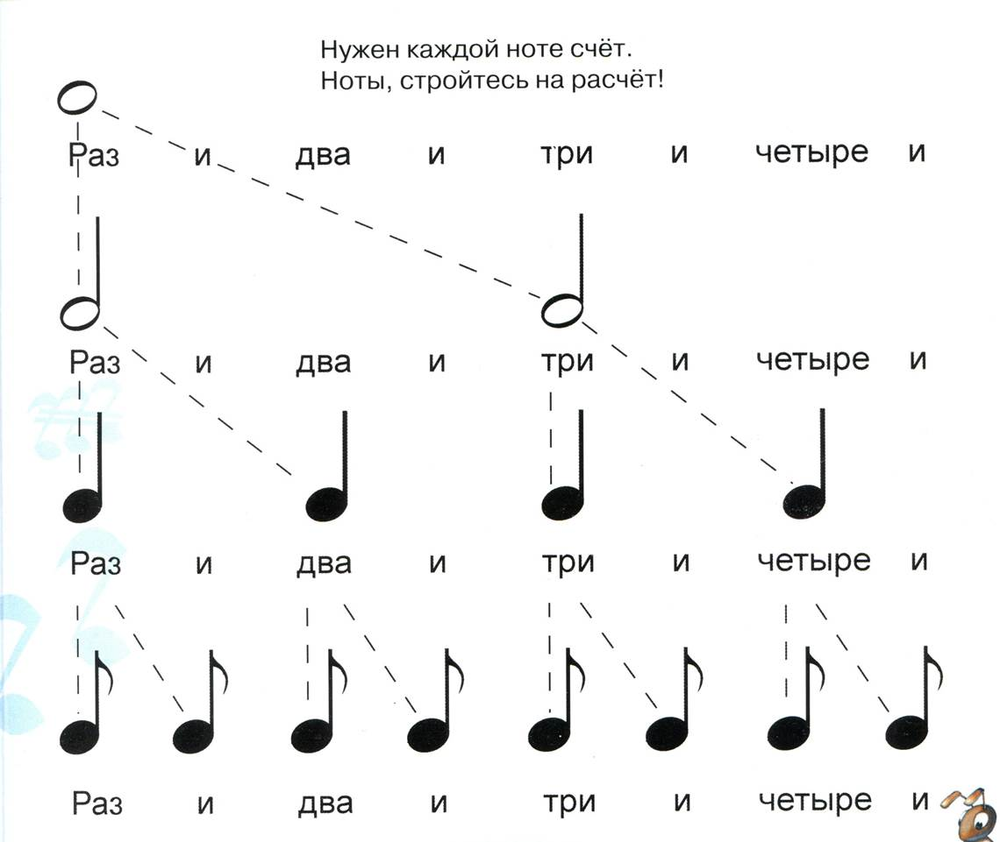 Нужен каждой ноте счёт.
Ноты, стройтесь на расчёт!
Раз и два и три и четыре и
Раз и два и три и четыре и
Раз и два и три и четыре и
Раз и два и три и четыре и